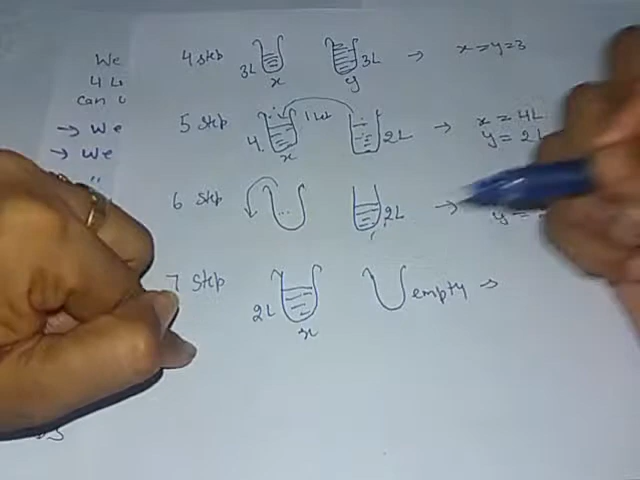 We
4 step 3L x 3L y → x=y=3
4 L
can
5 step 4 x 1 Lit 2L → x = 4L
y = 2L
→ We
→ We
"
6 step 2L → y =
7 step 2L x empty →